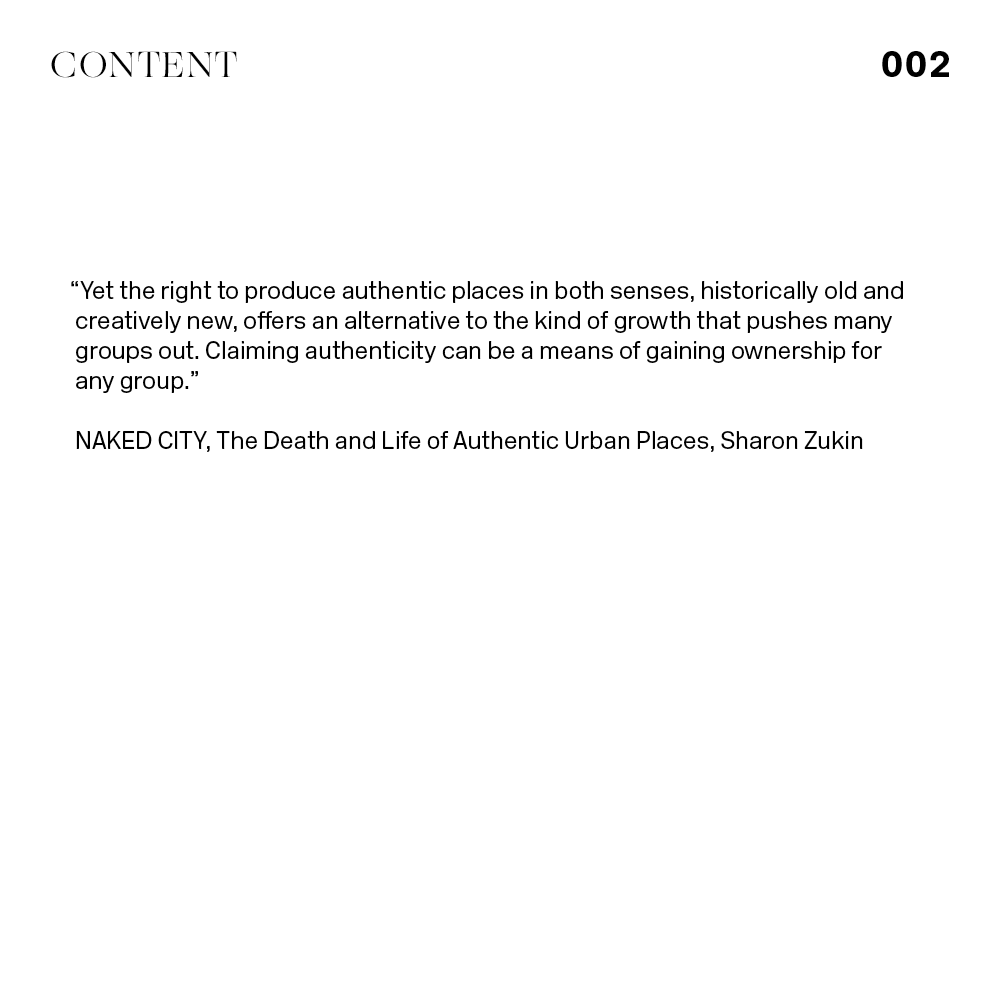 CONTENT
002
“Yet the right to produce authentic places in both senses, historically old and
creatively new, offers an alternative to the kind of growth that pushes many
groups out. Claiming authenticity can be a means of gaining ownership for
any group.”
NAKED CITY, The Death and Life of Authentic Urban Places, Sharon Zukin